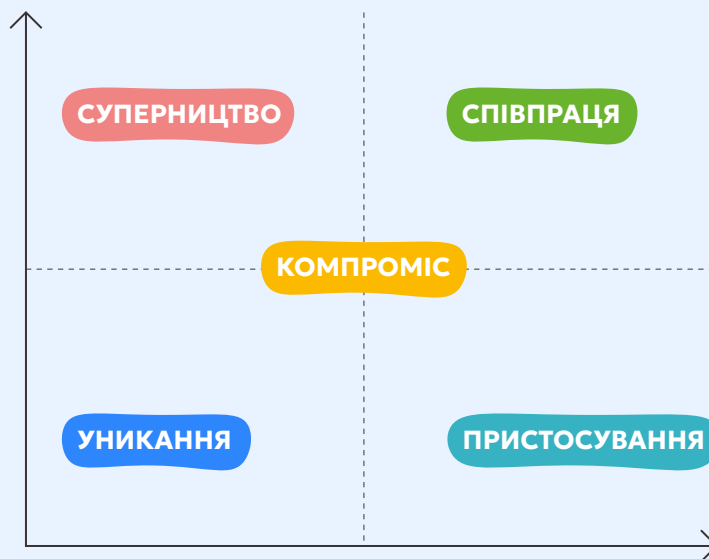 СУПЕРНИЦТВО
СПІВПРАЦЯ
КОМПРОМІС
УНИКАННЯ
ПРИСТОСУВАННЯ